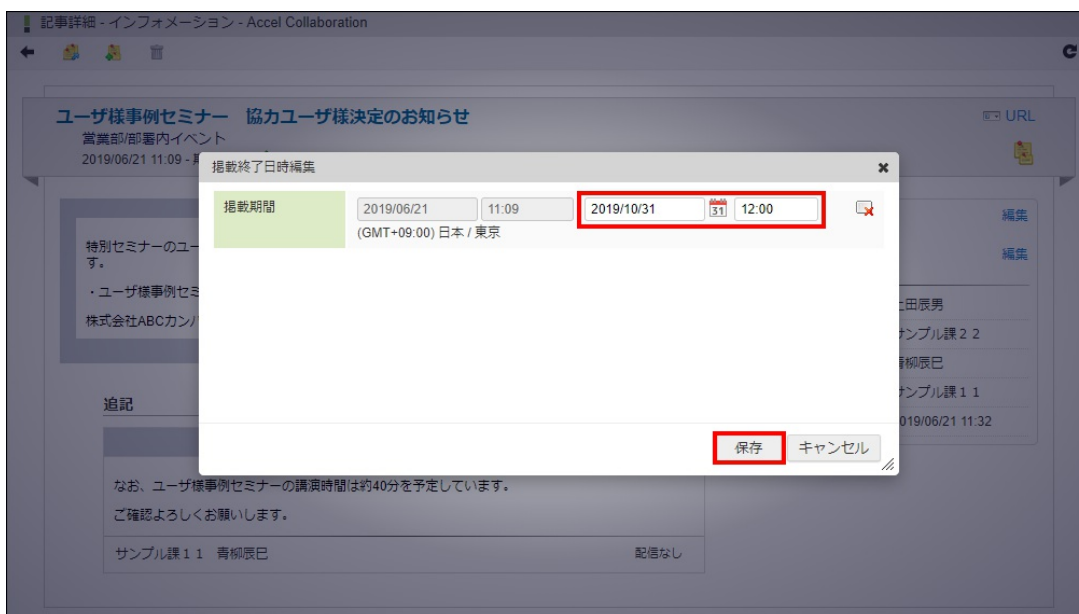 記事詳細 - インフォメーション - Accel Collaboration
ユーザ様事例セミナー　協力ユーザ様決定のお知らせ
URL
営業部/部署内イベント
2019/06/21 11:09 -
掲載終了日時編集
掲載期間
2019/06/21 11:09 2019/10/31 31 12:00
(GMT+09:00) 日本 / 東京
編集
特別セミナーのユー
す。
編集
・ユーザ様事例セミ
株式会社ABCカンパ
田辰男
サンプル課２２
青柳辰巳
サンプル課１１
2019/06/21 11:32
追記
保存 キャンセル
なお、ユーザ様事例セミナーの講演時間は約40分を予定しています。
ご確認よろしくお願いします。
サンプル課１１　青柳辰巳 配信なし